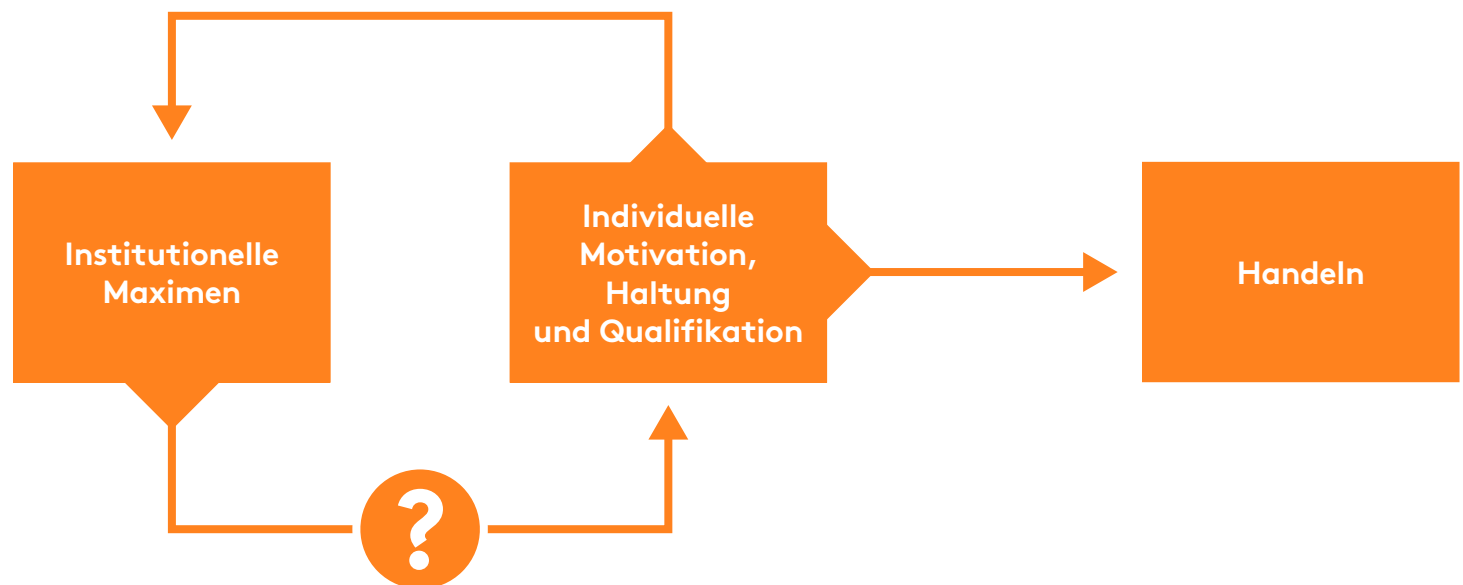 Institutionelle
Maximen
Individuelle
Motivation,
Haltung
und Qualifikation
Handeln
?